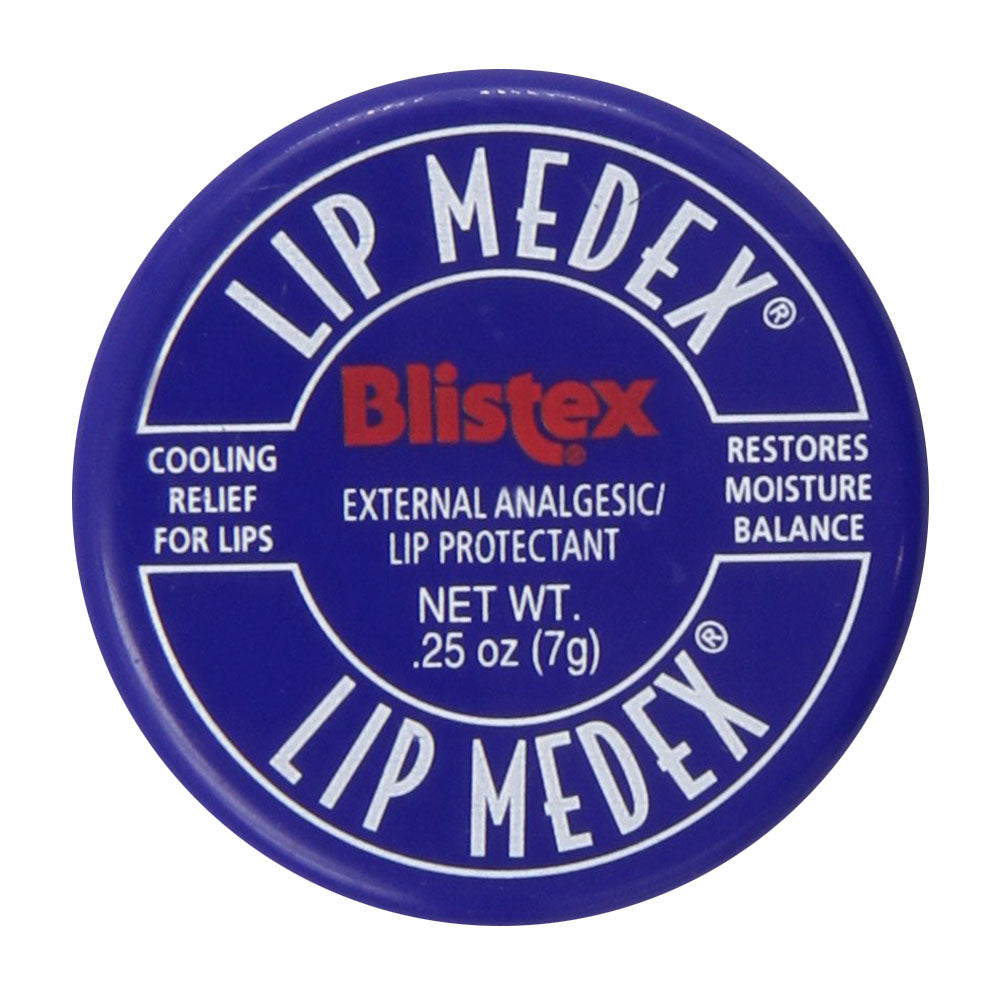 LIP MEDEX®
Blistex®
COOLING
RELIEF
FOR LIPS
EXTERNAL ANALGESIC/
LIP PROTECTANT
NET WT.
.25 oz (7g)
RESTORES
MOISTURE
BALANCE
LIP MEDEX®